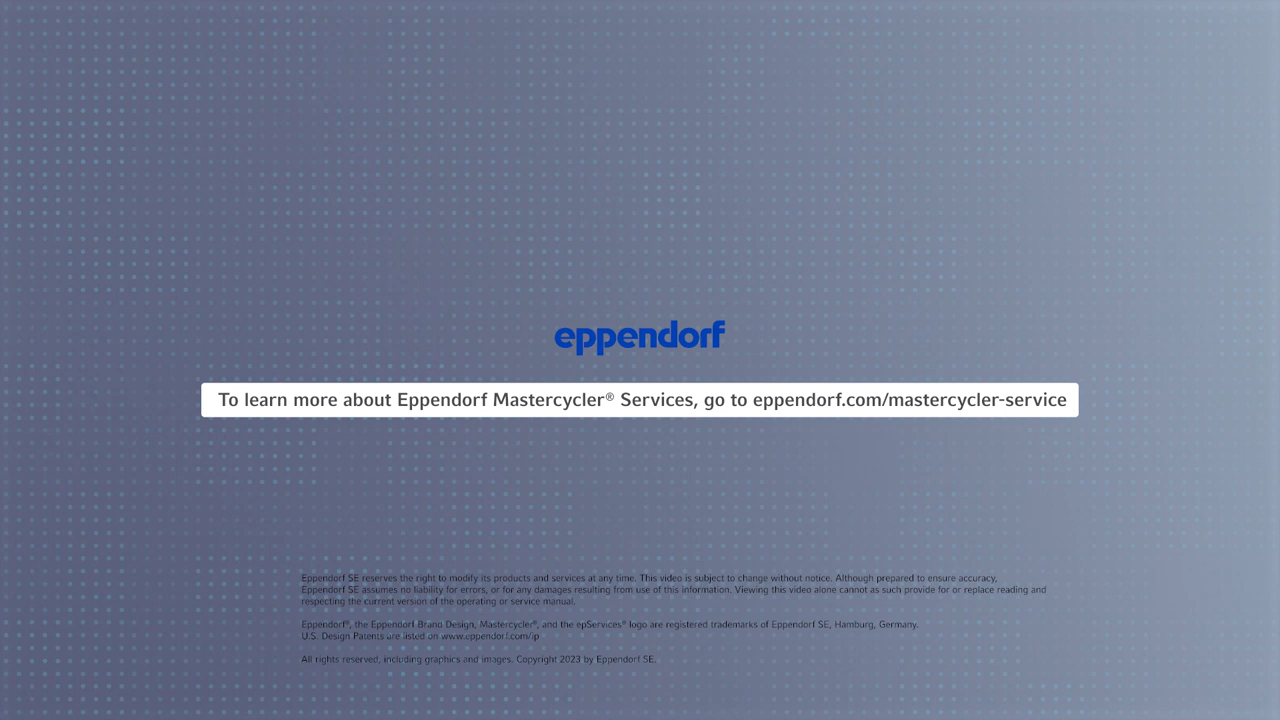 eppendorf
To learn more about Eppendorf Mastercycler® Services, go to eppendorf.com/mastercycler-service
Eppendorf SE reserves the right to modify its products and services at any time. This video is subject to change without notice. Although prepared to ensure accuracy,
Eppendorf SE assumes no liability for errors, or for any damages resulting from use of this information. Viewing this video alone cannot as such provide for or replace reading and
respecting the current version of the operating or service manual.
Eppendorf®, the Eppendorf Brand Design, Mastercycler®, and the epServices® logo are registered trademarks of Eppendorf SE, Hamburg, Germany.
U.S. Design Patents are listed on www.eppendorf.com/ip
All rights reserved, including graphics and images. Copyright 2023 by Eppendorf SE.